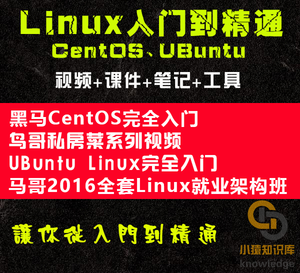 Linux入门到精通
CentOS、UBuntu
视频+课件+笔记+工具
黑马CentOS完全入门
鸟哥私房菜系列视频
UBuntu Linux完全入门
马哥2016全套Linux就业架构班
讓你從入門到精通
小猿知识库
knowledge